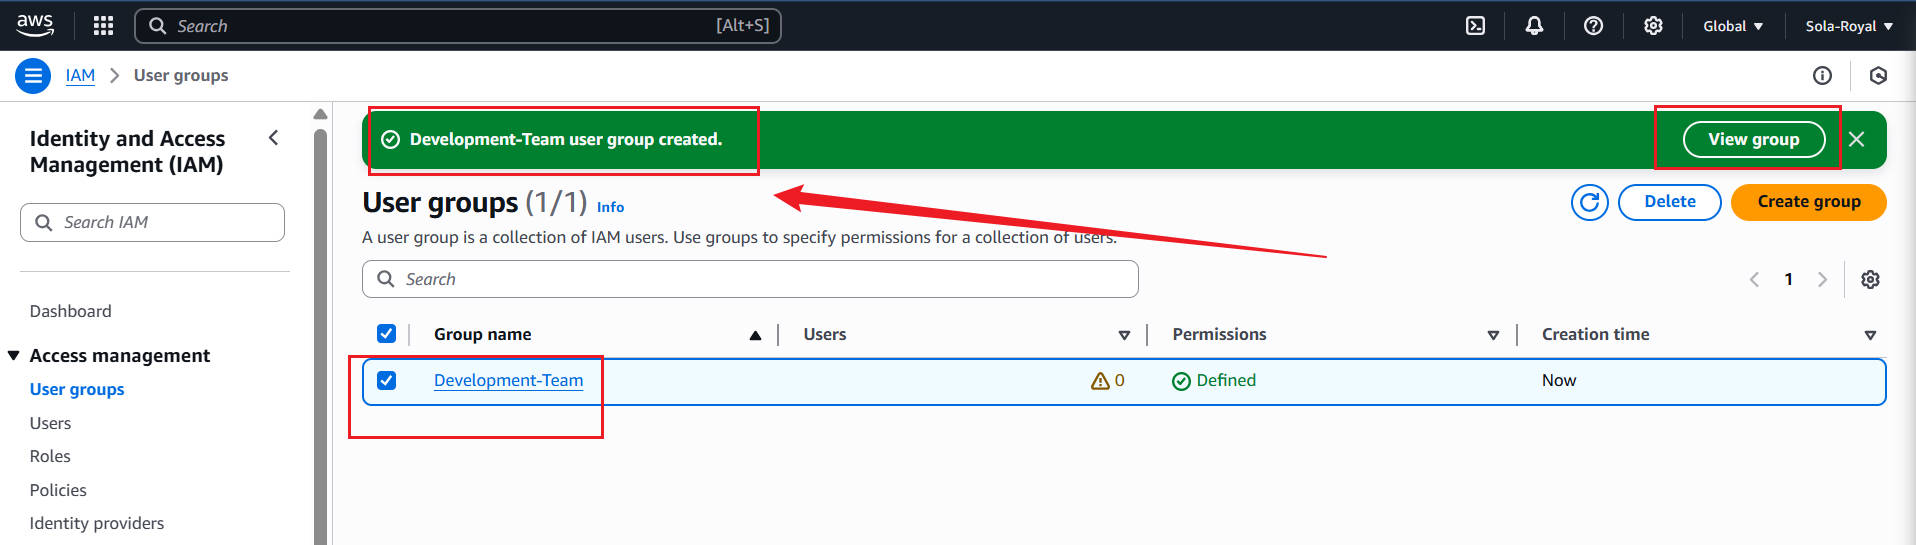 aws
Search [Alt+S]
Global
Sola-Royal
IAM
User groups
Identity and Access
Management (IAM)
Search IAM
Dashboard
Access management
User groups
Users
Roles
Policies
Identity providers
Development-Team user group created.
View group
User groups (1/1) Info
Delete
Create group
A user group is a collection of IAM users. Use groups to specify permissions for a collection of users.
Search
1
Group name Users Permissions Creation time
Development-Team 0 Defined Now